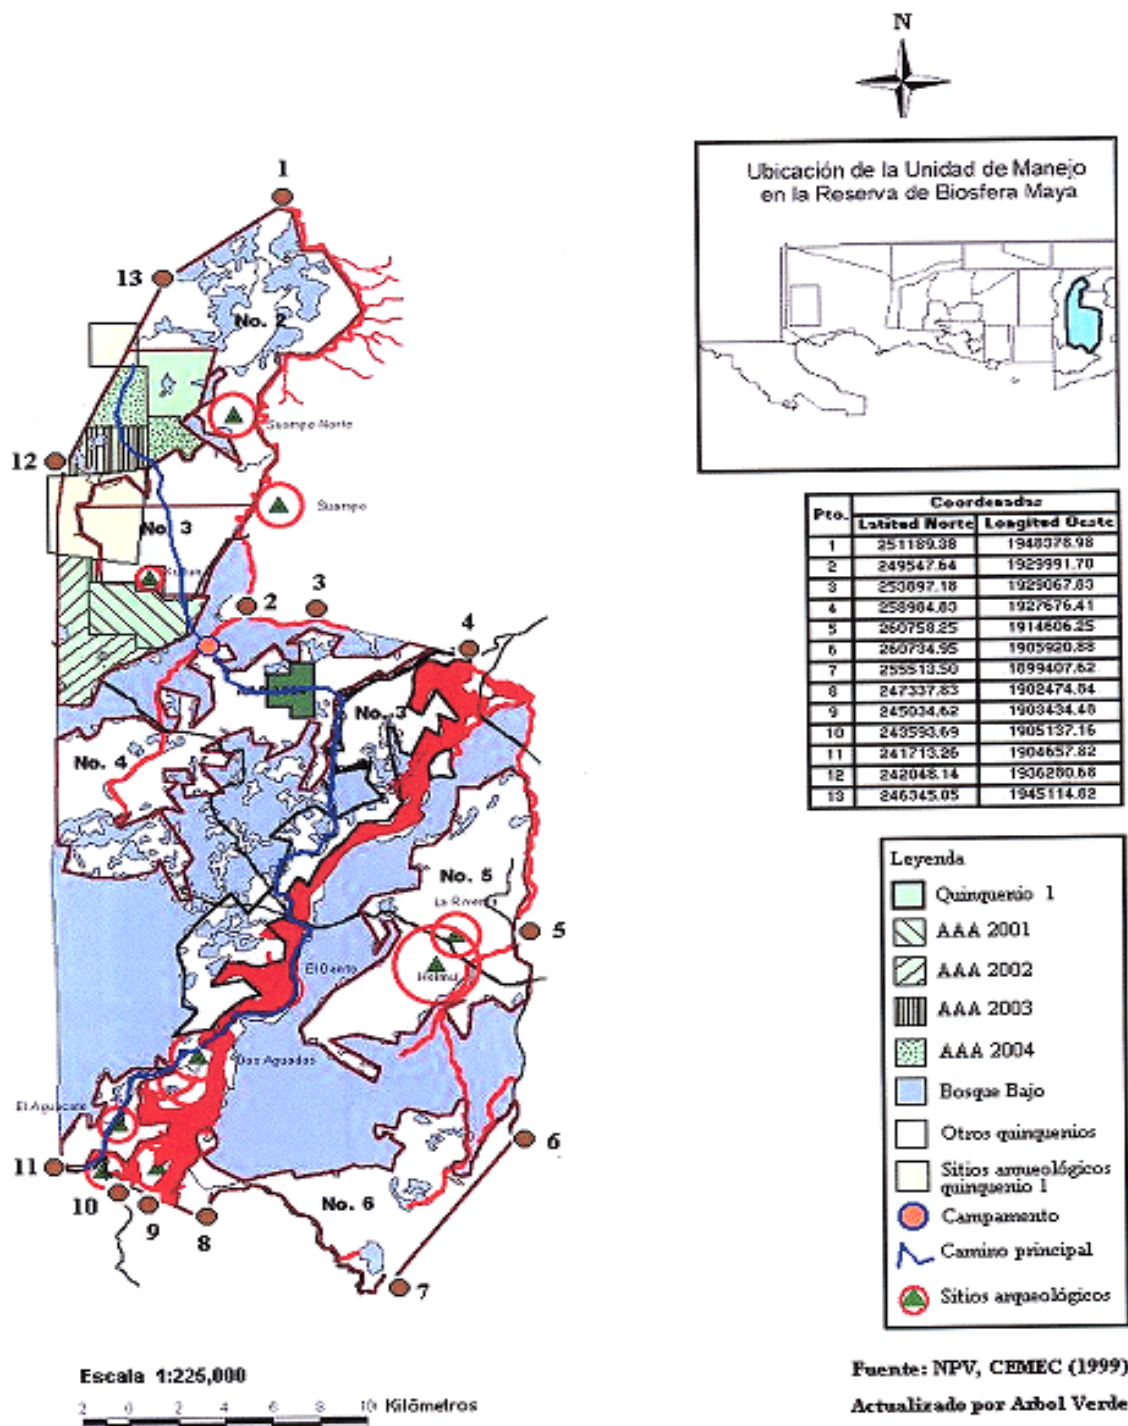 N
Ubicación de la Unidad de Manejo
en la Reserva de Biosfera Maya
1
13
No. 2
Suampo Norte
12
Suampo
No. 3
2
3
4
No. 3
No. 4
No. 5
La Riverita
5
Holmul
El Danto
Dos Aguadas
El Aguacate
6
11
10
9
8
No. 6
7
Pto. Coordenadas
Latitud Norte Longitud Oeste
1 251189.38 1948378.98
2 249547.64 1929991.70
3 253897.18 1929067.83
4 258984.83 1927676.41
5 260758.25 1914606.25
6 260734.95 1905920.88
7 255513.50 1899407.62
8 247337.83 1902474.84
9 245034.62 1903434.48
10 243593.69 1905137.16
11 241713.26 1904657.82
12 242048.14 1936280.68
13 246345.05 1945114.82
Leyenda
Quinquenio 1
AAA 2001
AAA 2002
AAA 2003
AAA 2004
Bosque Bajo
Otros quinquenios
Sitios arqueológicos
quinquenio 1
Campamento
Camino principal
Sitios arqueológicos
Escala 1:225,000
2 0 2 4 6 8 10 Kilómetros
Fuente: NPV, CEMEC (1999)
Actualizado por Arbol Verde